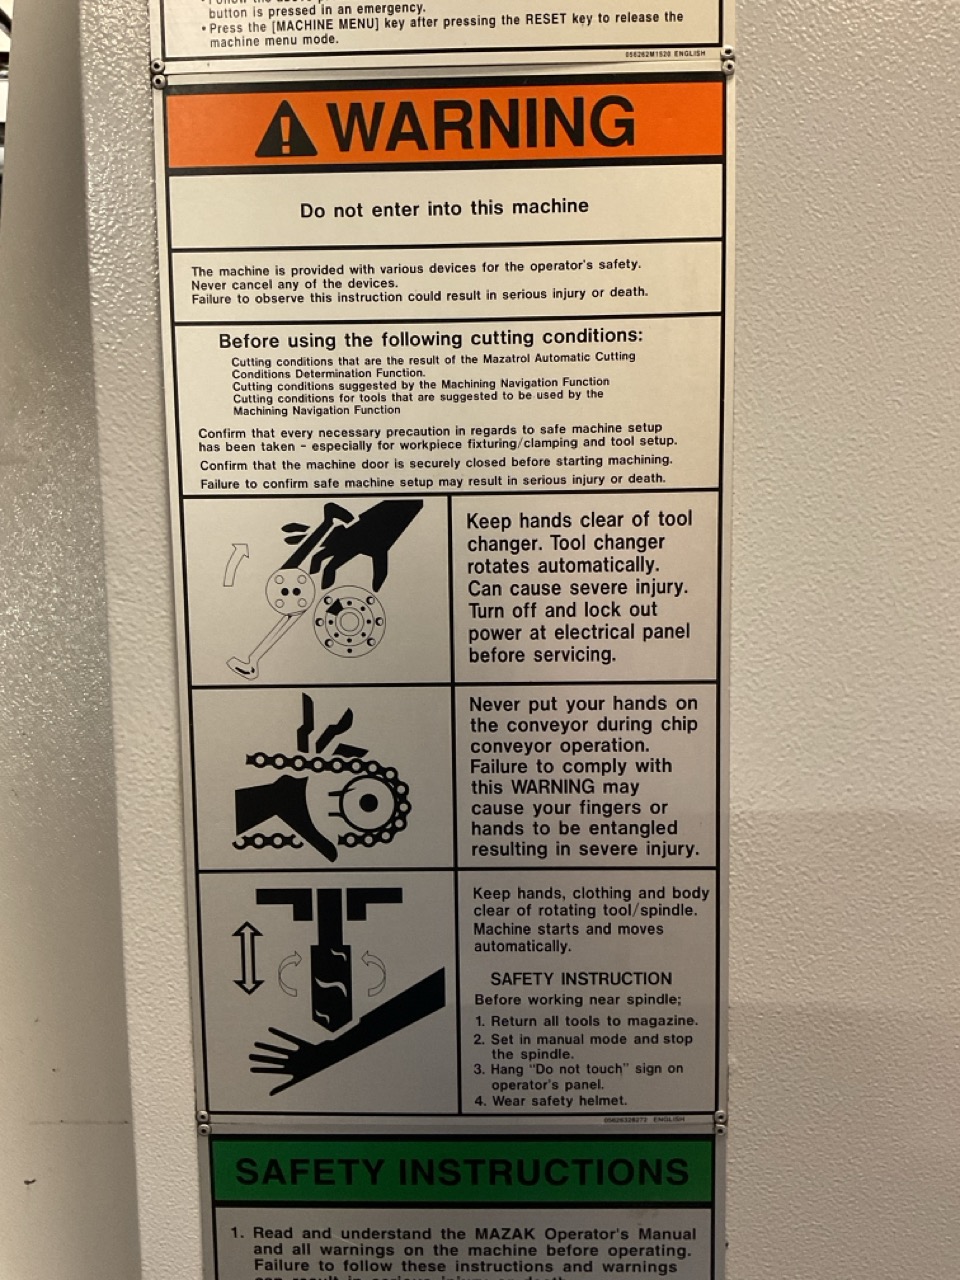 button is pressed in an emergency.
• Press the [MACHINE MENU] key after pressing the RESET key to release the
machine menu mode.
056262M1520 ENGLISH
WARNING
Do not enter into this machine
The machine is provided with various devices for the operator's safety.
Never cancel any of the devices.
Failure to observe this instruction could result in serious injury or death.
Before using the following cutting conditions:
Cutting conditions that are the result of the Mazatrol Automatic Cutting
Conditions Determination Function.
Cutting conditions suggested by the Machining Navigation Function
Cutting conditions for tools that are suggested to be used by the
Machining Navigation Function
Confirm that every necessary precaution in regards to safe machine setup
has been taken - especially for workpiece fixturing/clamping and tool setup.
Confirm that the machine door is securely closed before starting machining.
Failure to confirm safe machine setup may result in serious injury or death.
Keep hands clear of tool
changer. Tool changer
rotates automatically.
Can cause severe injury.
Turn off and lock out
power at electrical panel
before servicing.
Never put your hands on
the conveyor during chip
conveyor operation.
Failure to comply with
this WARNING may
cause your fingers or
hands to be entangled
resulting in severe injury.
Keep hands, clothing and body
clear of rotating tool/spindle.
Machine starts and moves
automatically.
SAFETY INSTRUCTION
Before working near spindle;
1. Return all tools to magazine.
2. Set in manual mode and stop
the spindle.
3. Hang "Do not touch" sign on
operator's panel.
4. Wear safety helmet.
ENGLISH
SAFETY INSTRUCTIONS
1. Read and understand the MAZAK Operator's Manual
and all warnings on the machine before operating.
Failure to follow these instructions and warnings